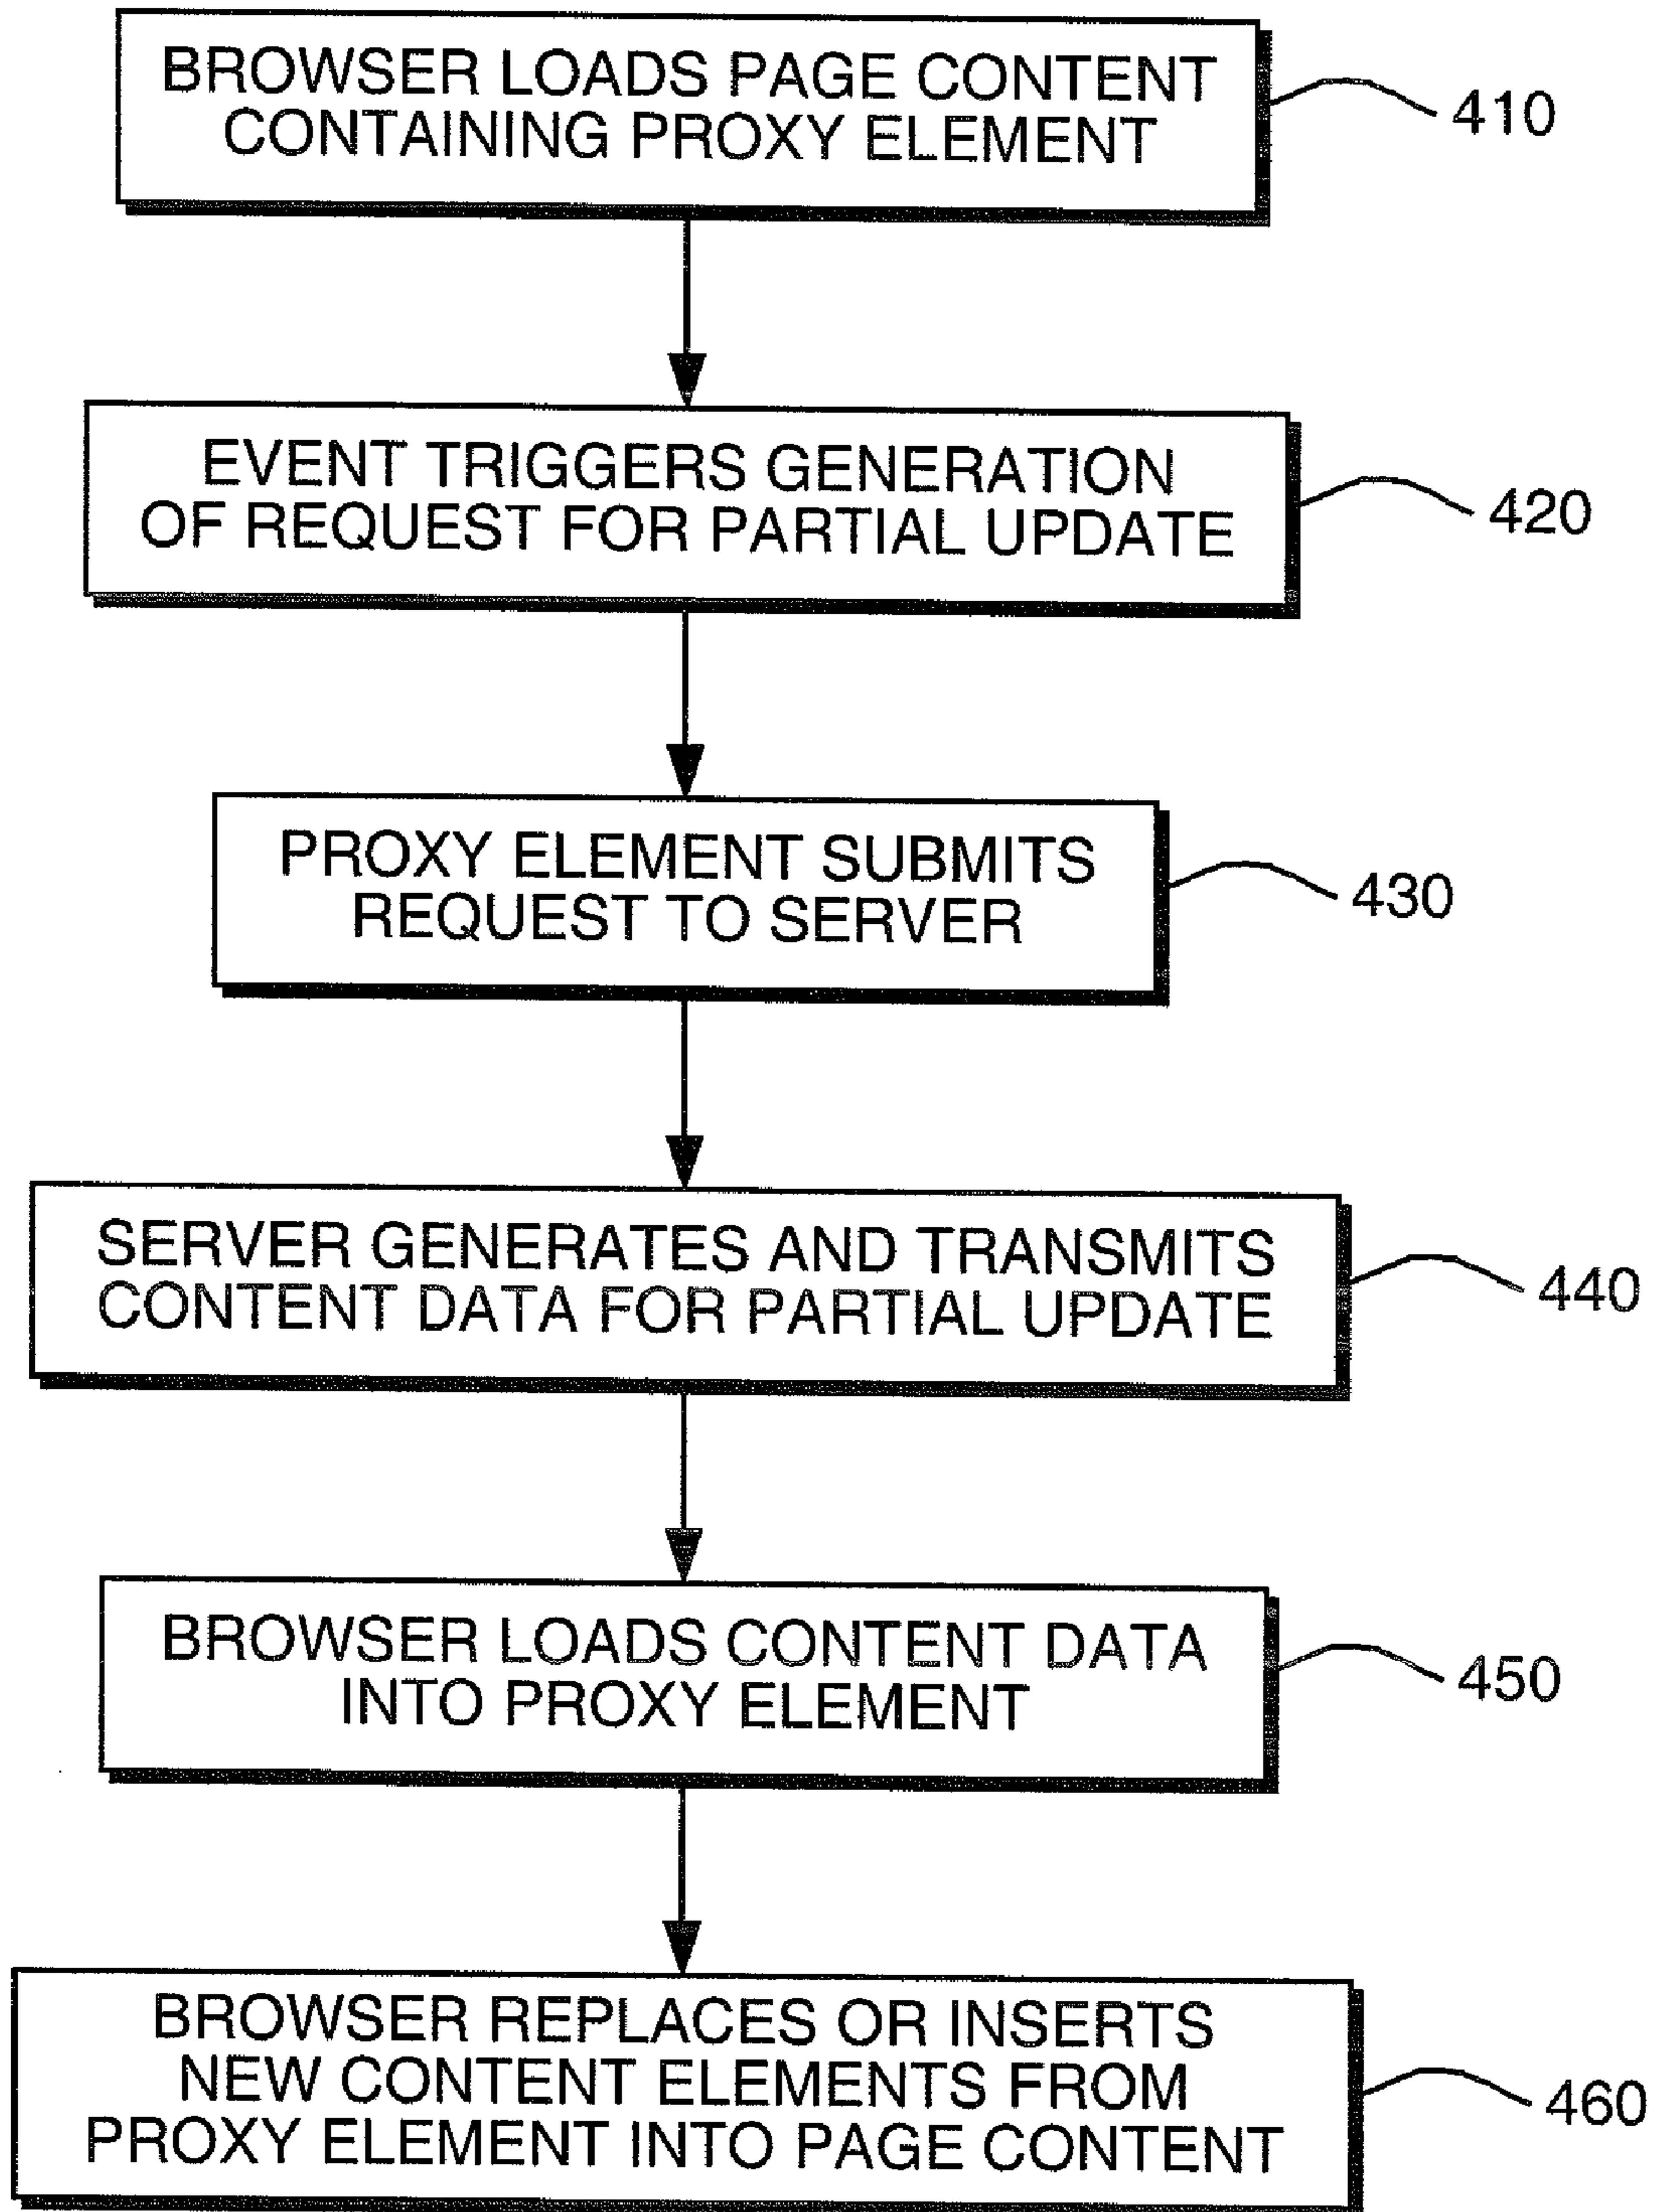 BROWSER LOADS PAGE CONTENT
CONTAINING PROXY ELEMENT
410
EVENT TRIGGERS GENERATION
OF REQUEST FOR PARTIAL UPDATE
420
PROXY ELEMENT SUBMITS
REQUEST TO SERVER
430
SERVER GENERATES AND TRANSMITS
CONTENT DATA FOR PARTIAL UPDATE
440
BROWSER LOADS CONTENT DATA
INTO PROXY ELEMENT
450
BROWSER REPLACES OR INSERTS
NEW CONTENT ELEMENTS FROM
PROXY ELEMENT INTO PAGE CONTENT
460